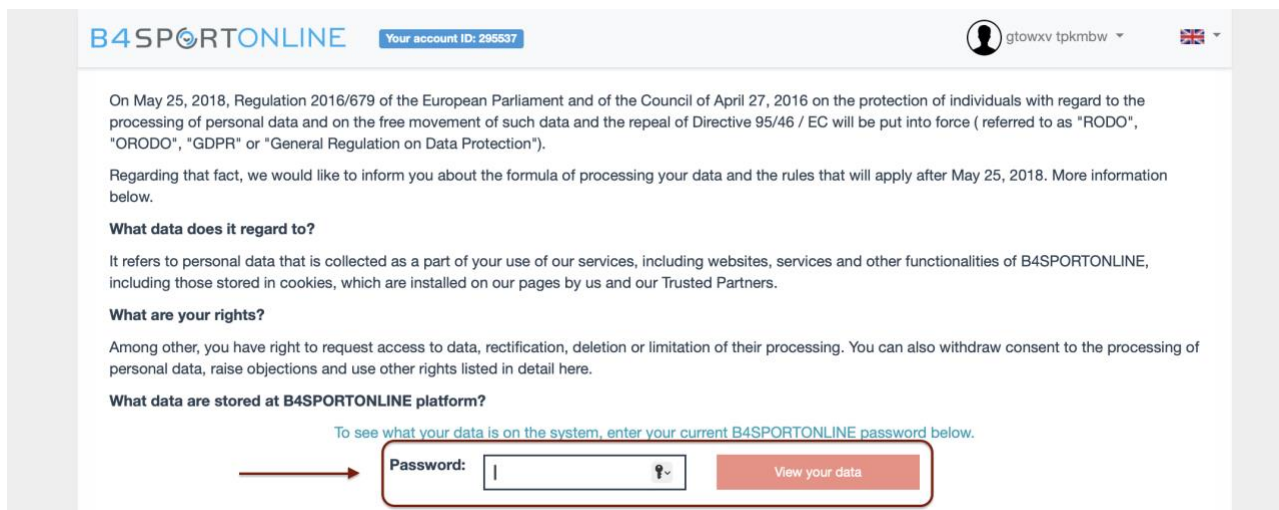 B4SPORTONLINE
Your account ID: 295537
gtowxv tpkmbw
On May 25, 2018, Regulation 2016/679 of the European Parliament and of the Council of April 27, 2016 on the protection of individuals with regard to the
processing of personal data and on the free movement of such data and the repeal of Directive 95/46 / EC will be put into force ( referred to as "RODO",
"ORODO", "GDPR" or "General Regulation on Data Protection").
Regarding that fact, we would like to inform you about the formula of processing your data and the rules that will apply after May 25, 2018. More information
below.
What data does it regard to?
It refers to personal data that is collected as a part of your use of our services, including websites, services and other functionalities of B4SPORTONLINE,
including those stored in cookies, which are installed on our pages by us and our Trusted Partners.
What are your rights?
Among other, you have right to request access to data, rectification, deletion or limitation of their processing. You can also withdraw consent to the processing of
personal data, raise objections and use other rights listed in detail here.
What data are stored at B4SPORTONLINE platform?
To see what your data is on the system, enter your current B4SPORTONLINE password below.
Password:
View your data